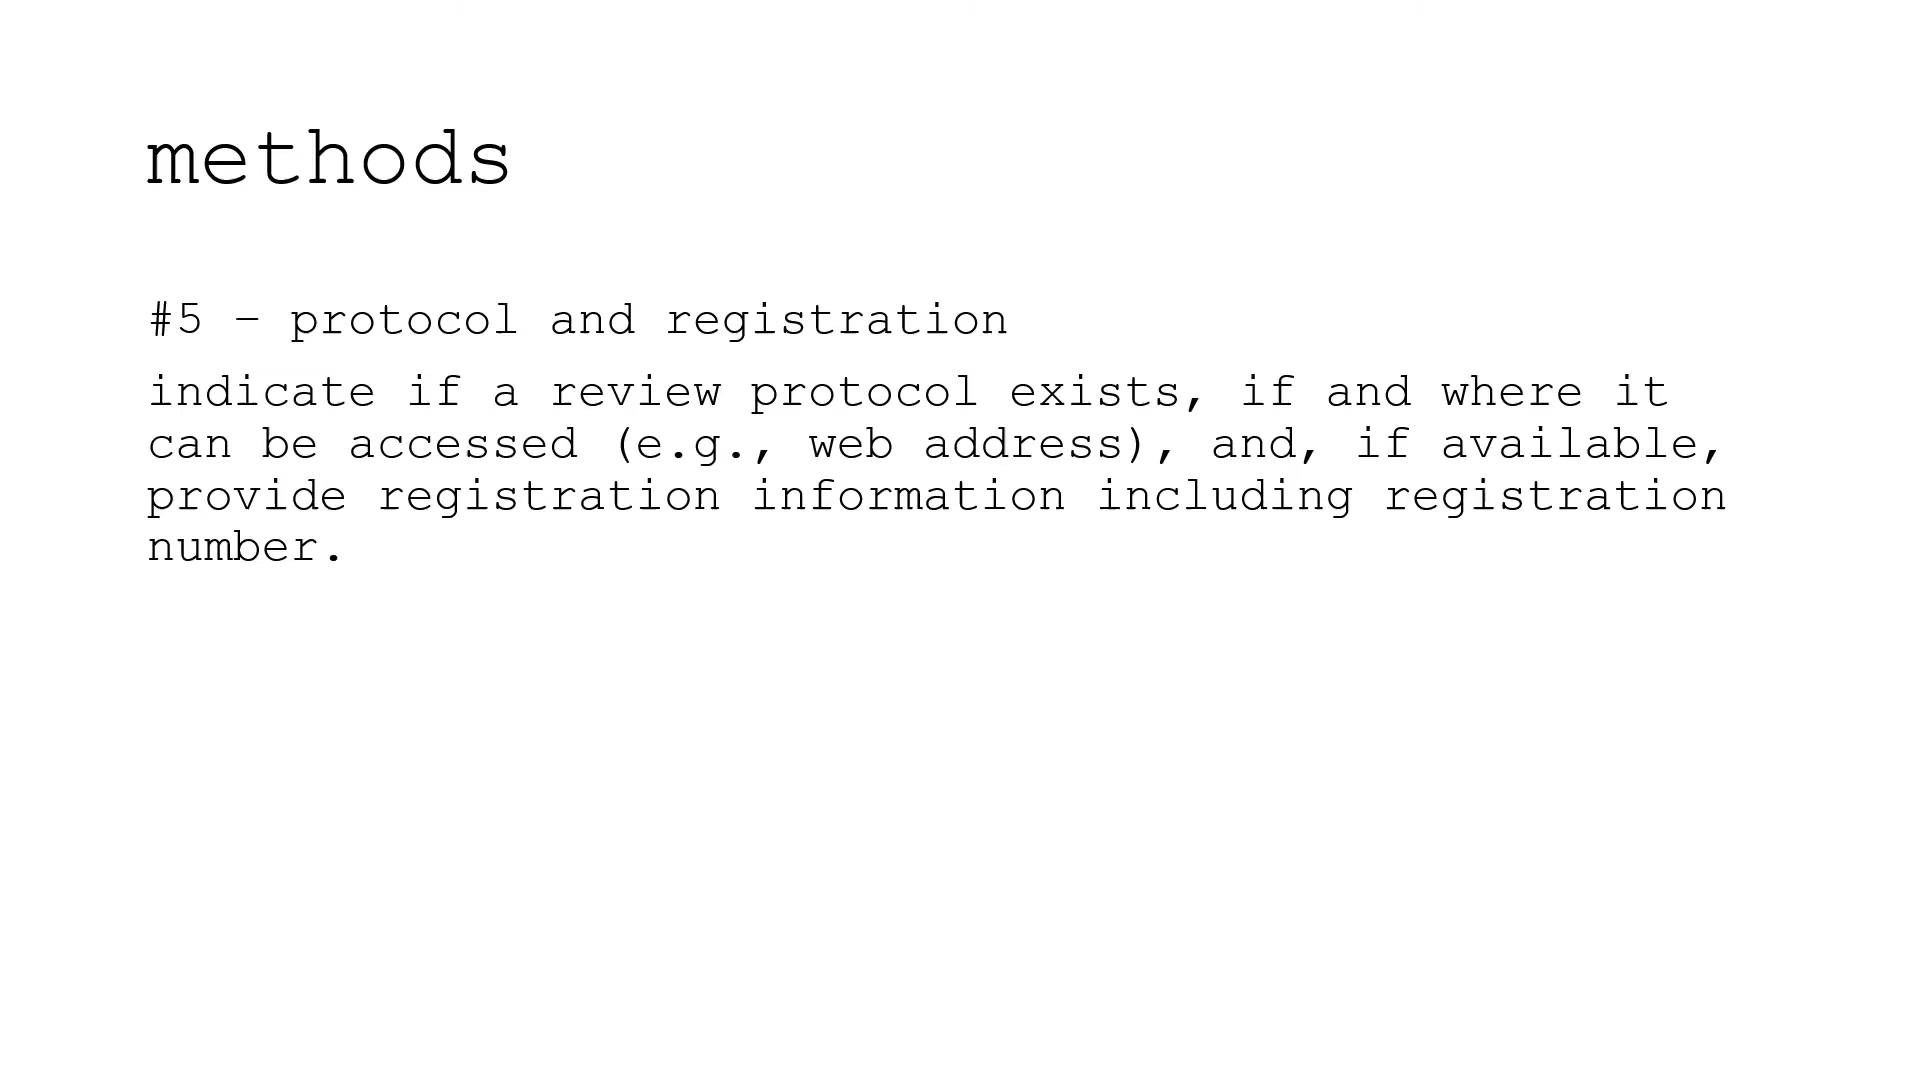 methods
#5 – protocol and registration
indicate if a review protocol exists, if and where it
can be accessed (e.g., web address), and, if available,
provide registration information including registration
number.